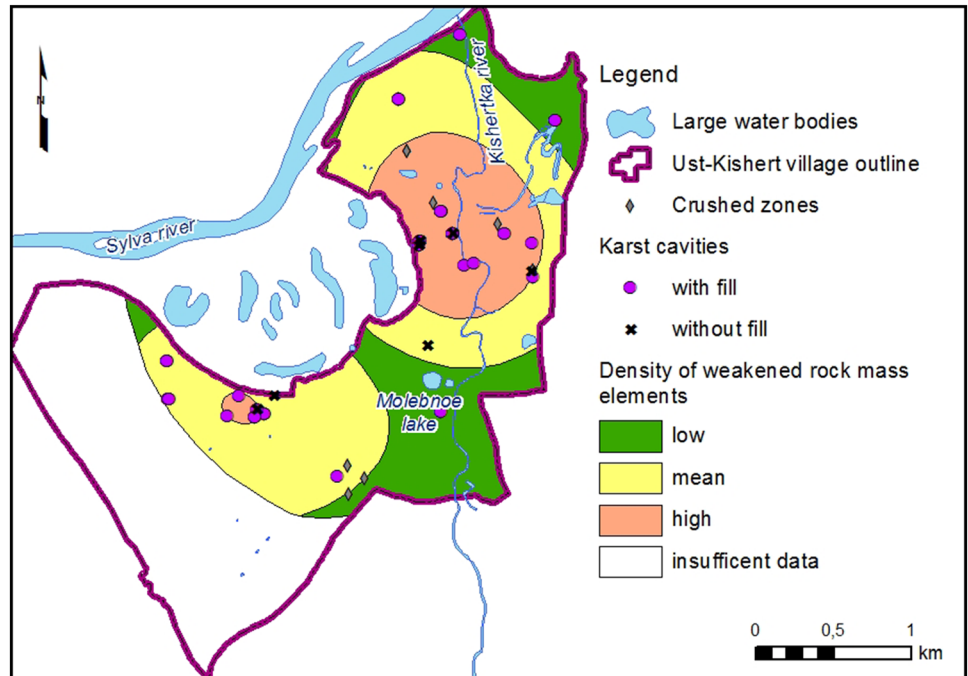 N
Sylva river
Kishertka river
Molebnoe
lake
Legend
Large water bodies
Ust-Kishert village outline
Crushed zones
Karst cavities
with fill
without fill
Density of weakened rock mass
elements
low
mean
high
insufficent data
0 0,5 1
km